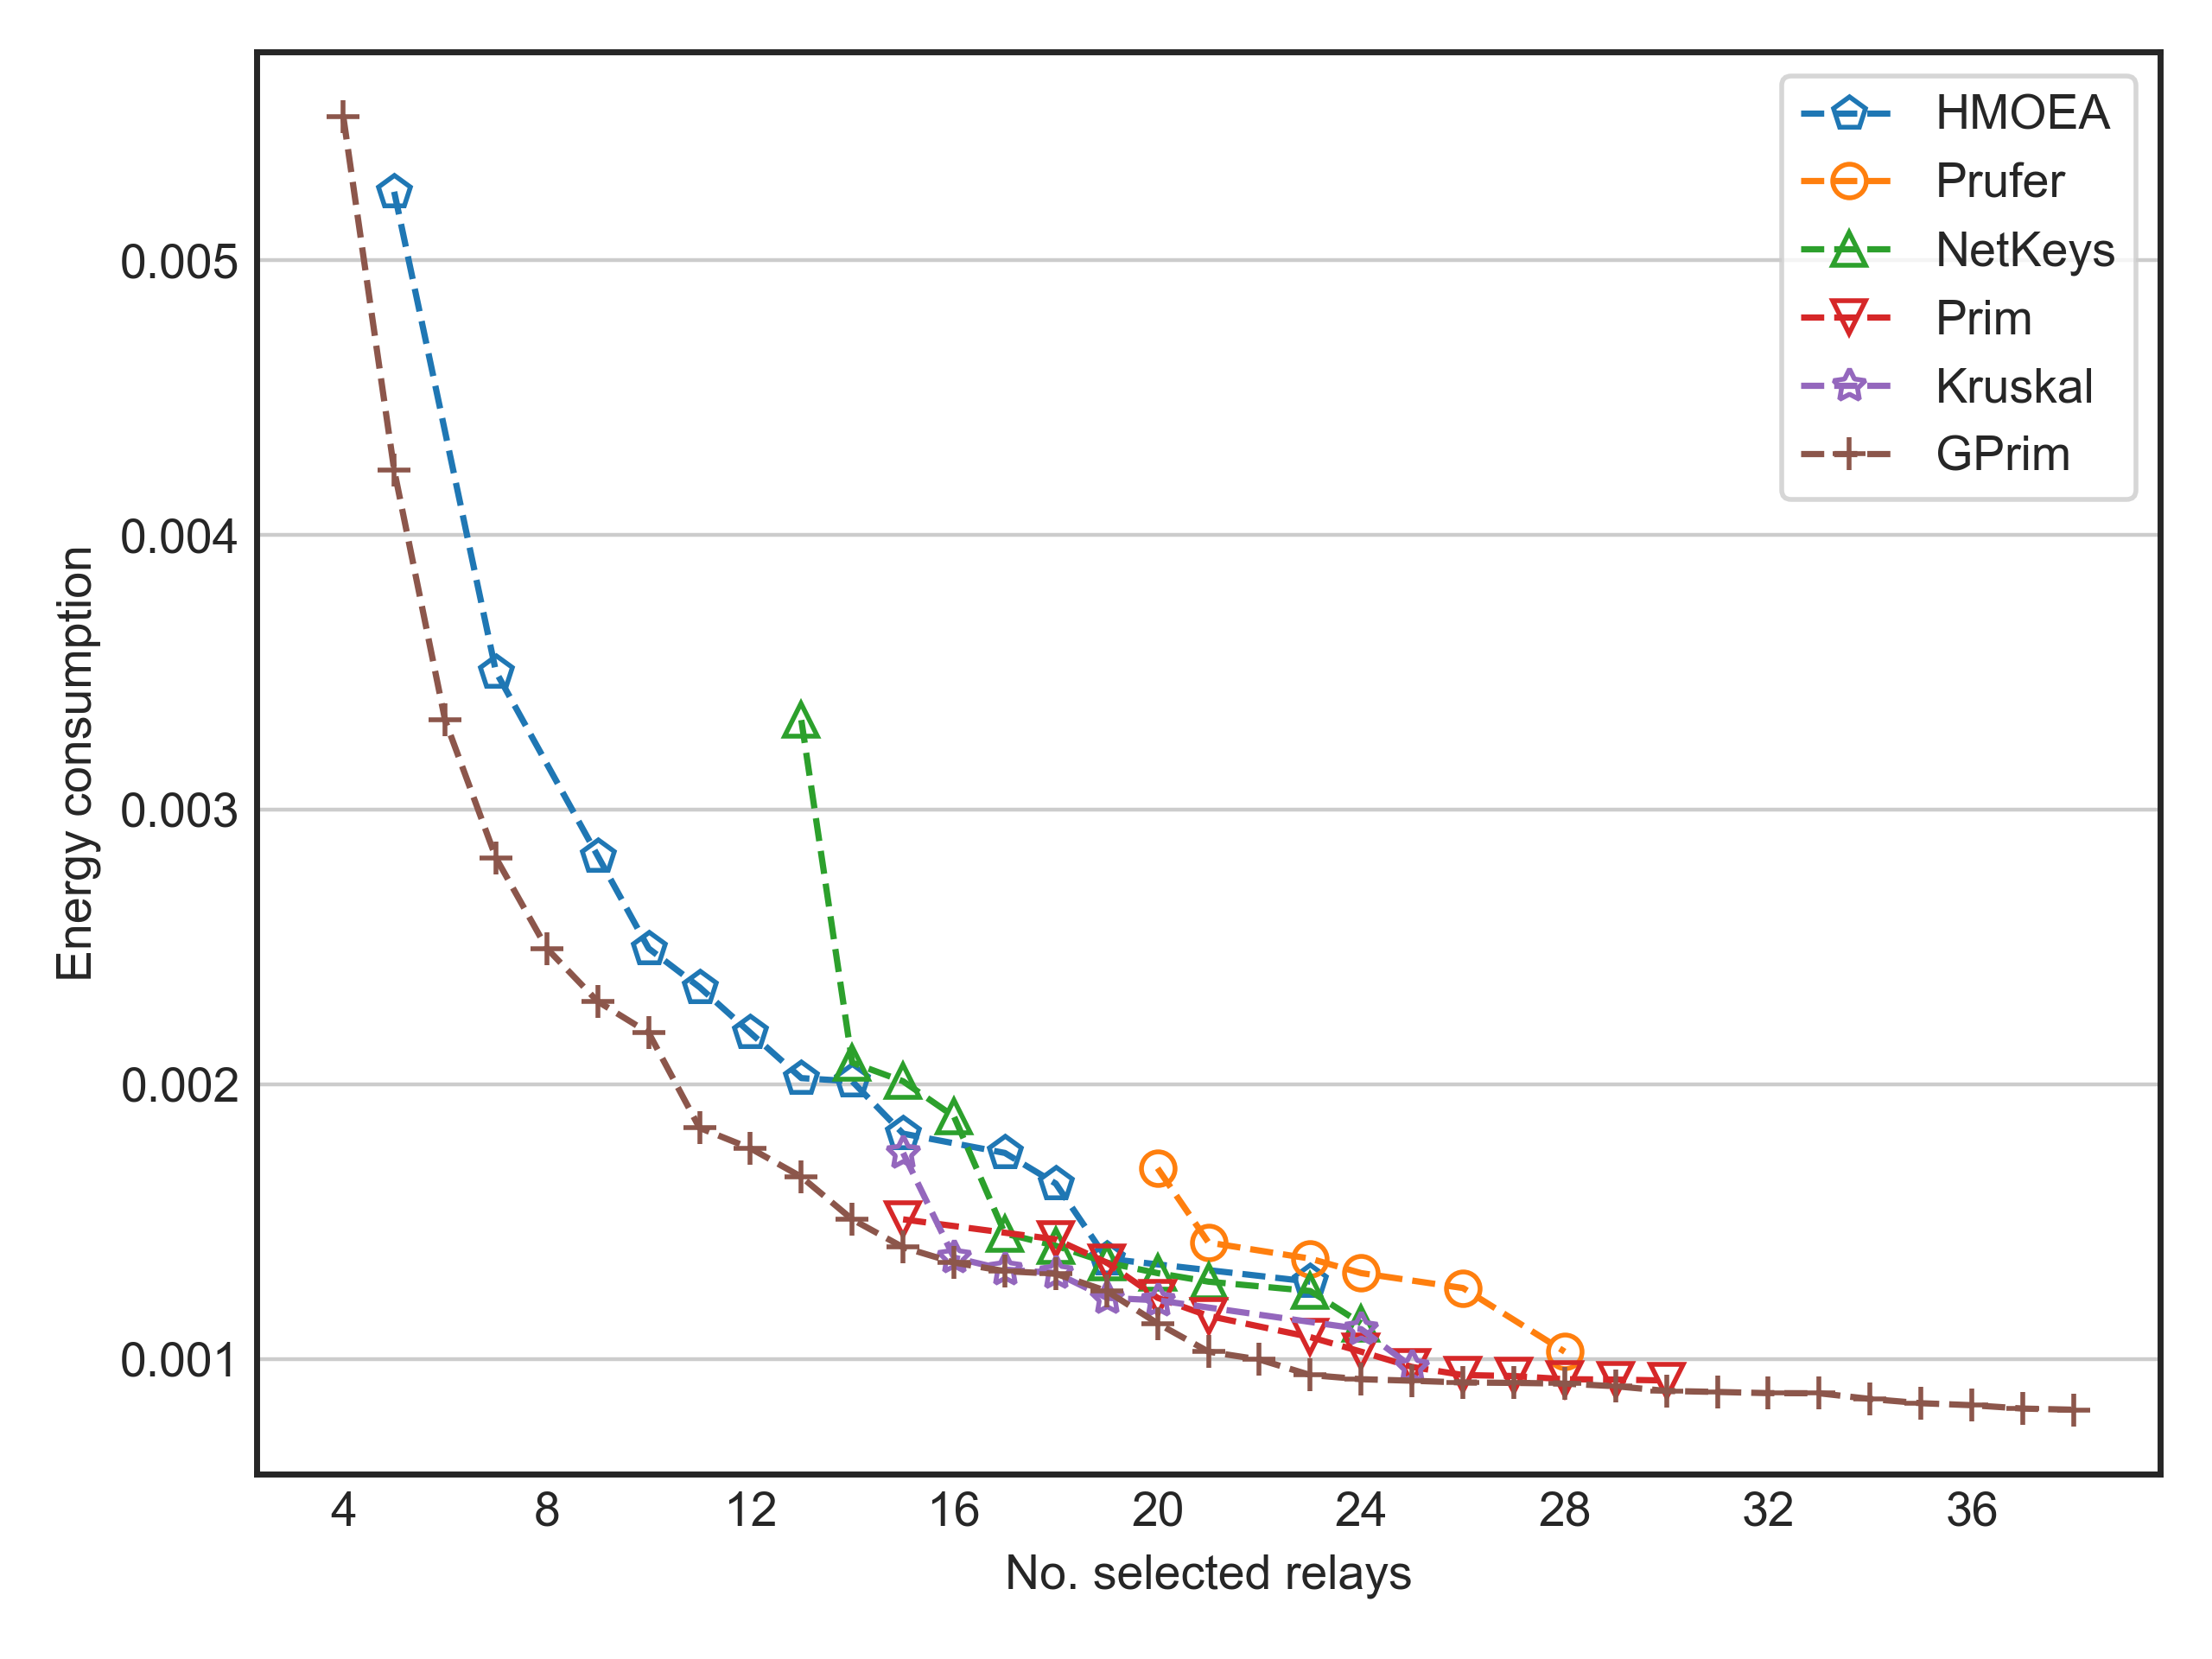 HMOEA
Prufer
NetKeys
Prim
Kruskal
GPrim
Energy consumption
0.005
0.004
0.003
0.002
0.001
4 8 12 16 20 24 28 32 36
No. selected relays